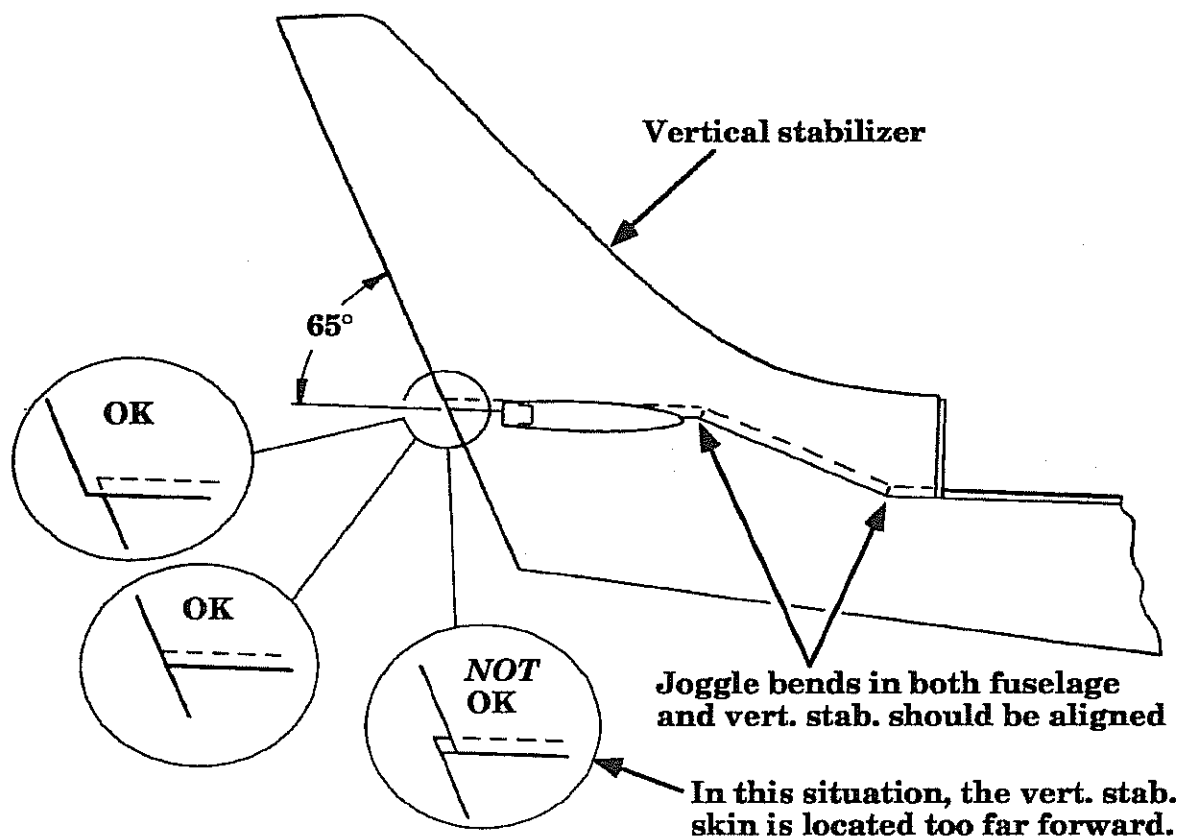 Vertical stabilizer
65°
OK
OK
NOT
OK
Joggle bends in both fuselage
and vert. stab. should be aligned
In this situation, the vert. stab.
skin is located too far forward.